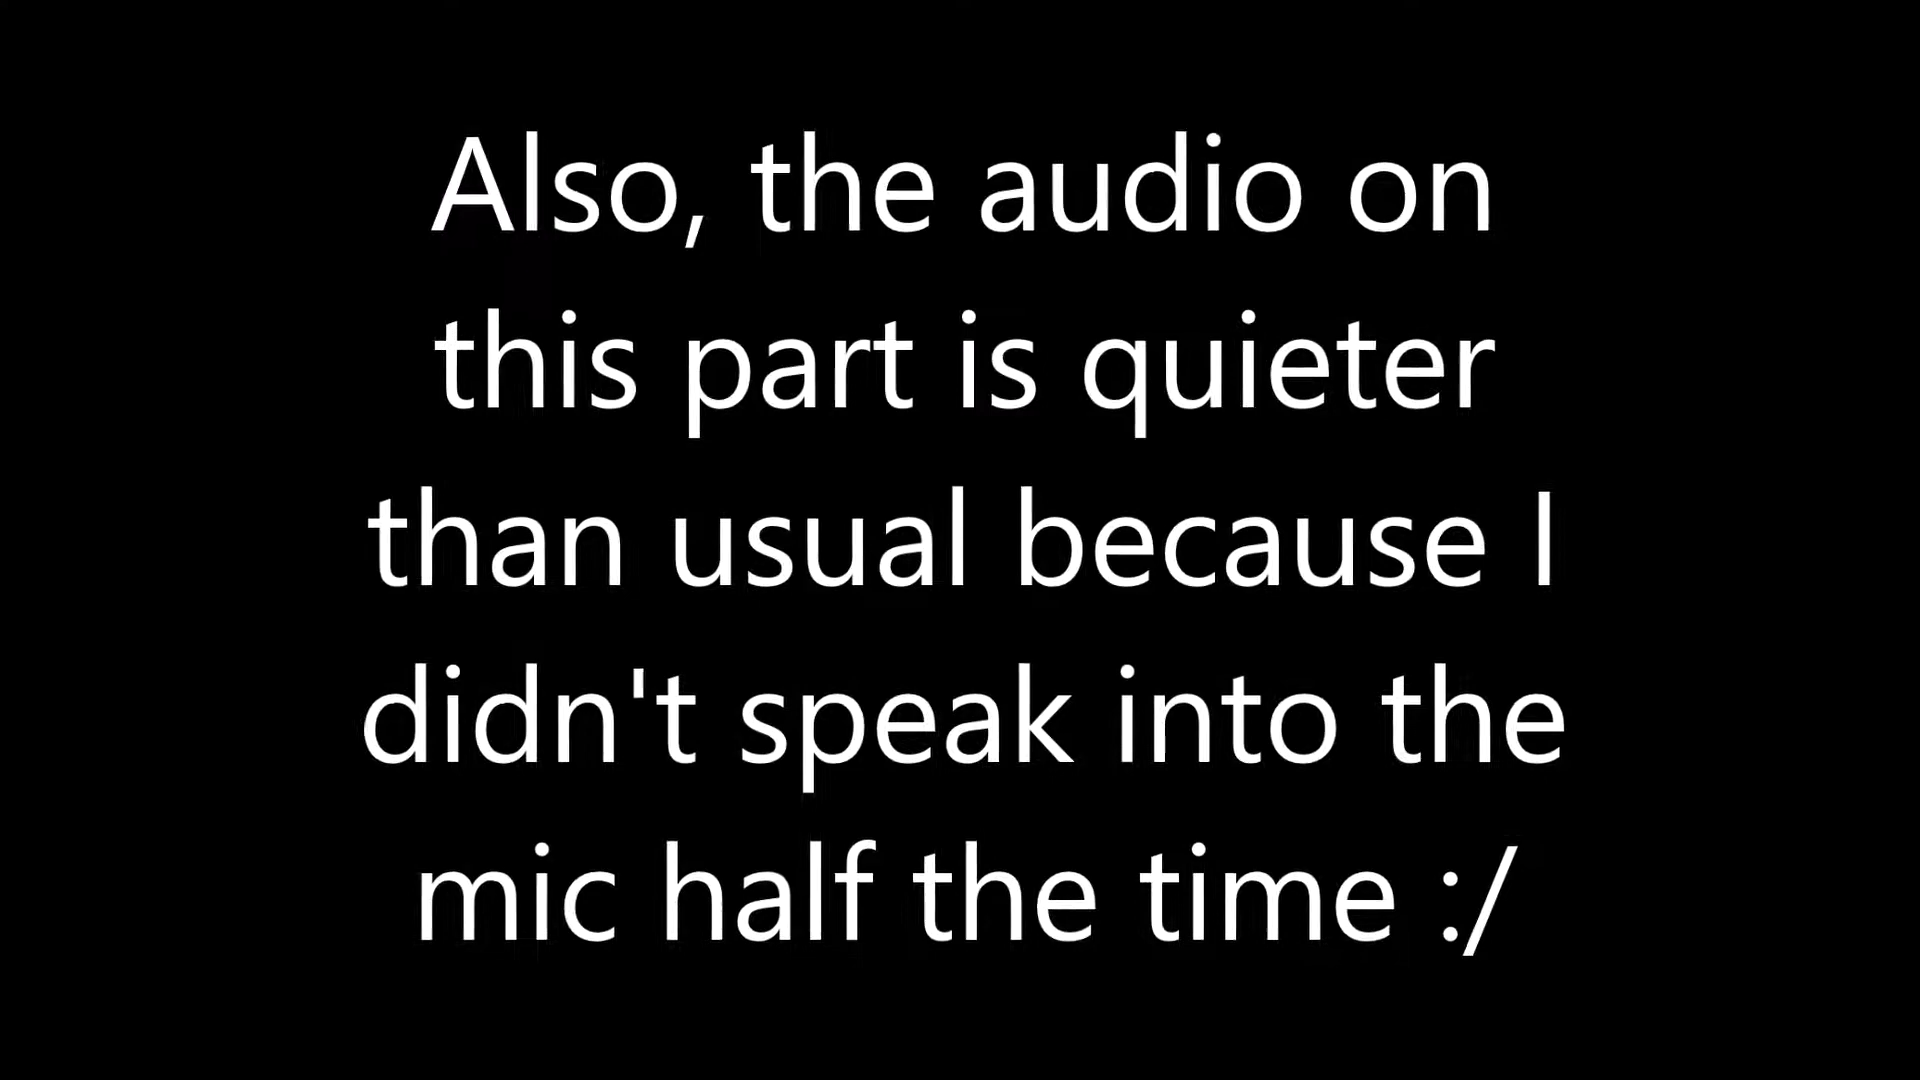 Also, the audio on
this part is quieter
than usual because I
didn't speak into the
mic half the time :/